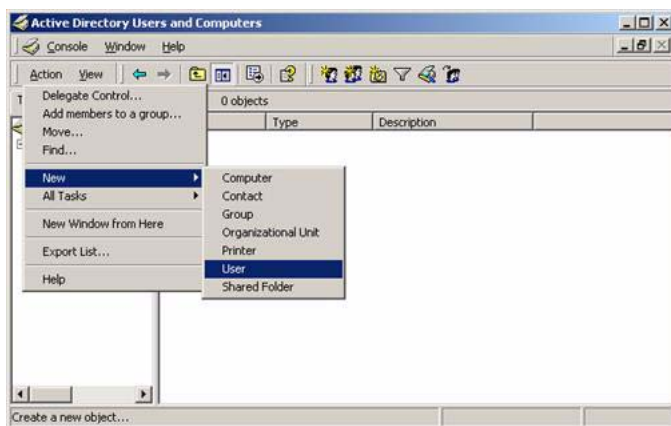 Active Directory Users and Computers
Console Window Help
Action View
T
0 objects
Type Description
Delegate Control...
Add members to a group...
Move...
Find...
New
All Tasks
New Window from Here
Export List...
Help
Computer
Contact
Group
Organizational Unit
Printer
User
Shared Folder
Create a new object...